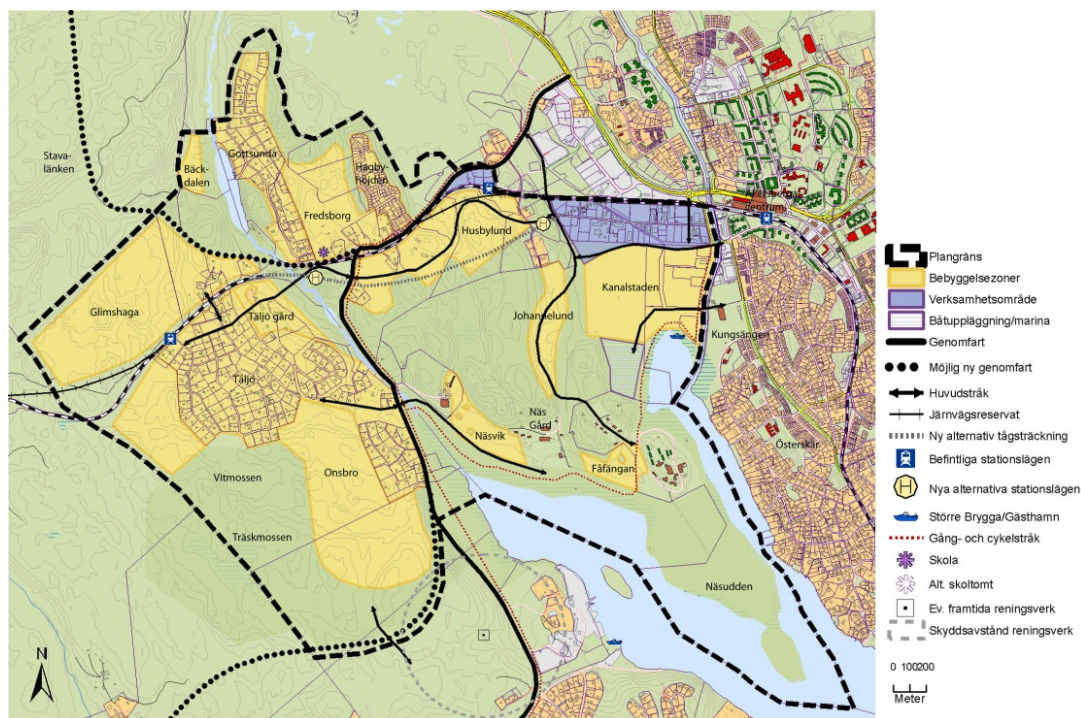 Stava-
länken
Bäck-
dalen
Gottsunda
Hagby-
höjden
Fredsborg
Husbylund
Åkersberga
centrum
Glimshaga
Täljö gård
Kanalstaden
Johannelund
Kungsängen
Täljö
Näs
Gård
Näsvik
Österskär
Fåfängan
Vitmossen
Onsbro
Träskmossen
Näsudden
N
Plangräns
Bebyggelsezoner
Verksamhetsområde
Båtuppläggning/marina
Genomfart
Möjlig ny genomfart
Huvudstråk
Järnvägsreservat
Ny alternativ tågsträckning
Befintliga stationslägen
H
Nya alternativa stationslägen
Större Brygga/Gästhamn
Gång- och cykelstråk
Skola
Alt. skoltomt
Ev. framtida reningsverk
Skyddsavstånd reningsverk
0 100200
Meter